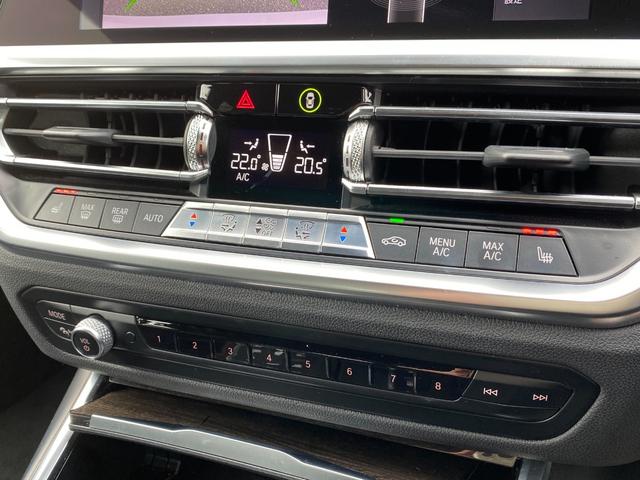 設定
22.0° 20.5°
A/C
MAX REAR AUTO
MENU A/C
MAX A/C
MODE
VOL
1 2 3 4 5 6 7 8